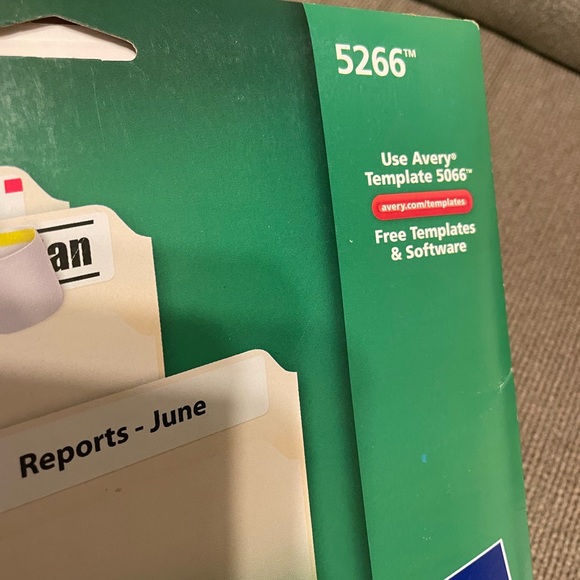 5266™
Use Avery®
Template 5066™
avery.com/templates
Free Templates
& Software
an
Reports - June